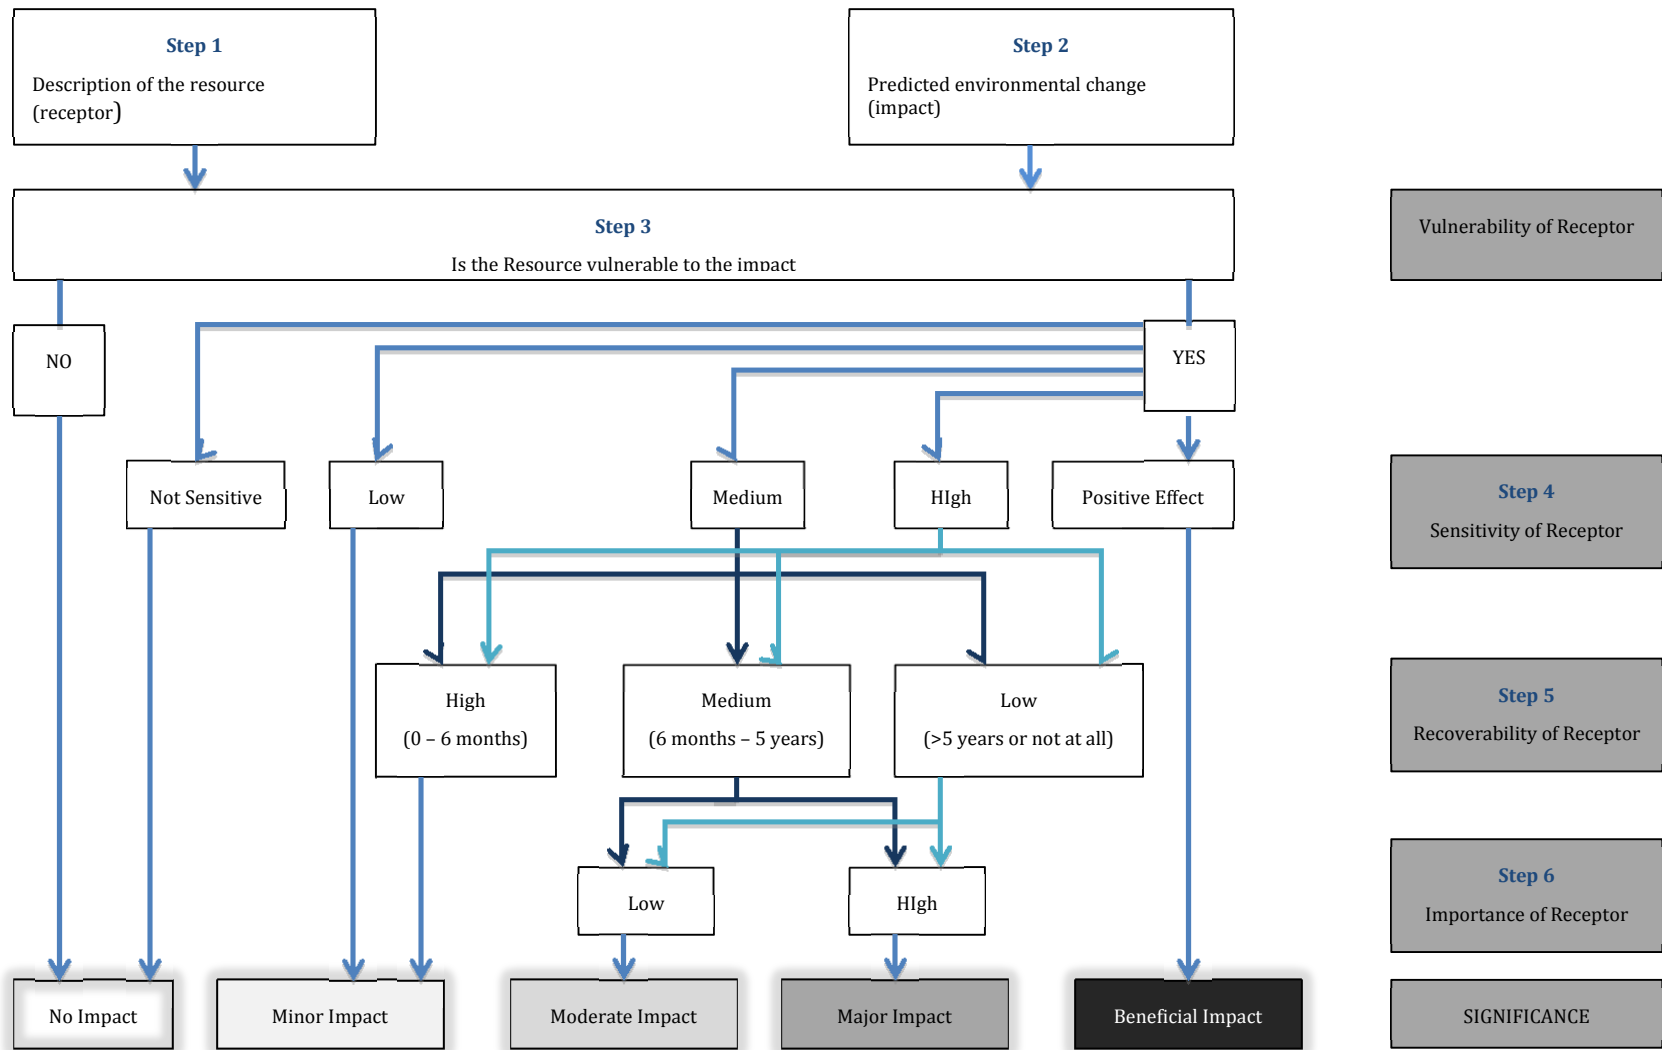 Step 1
Description of the resource
(receptor)
Step 2
Predicted environmental change
(impact)
Step 3
Is the Resource vulnerable to the impact
Vulnerability of Receptor
NO
YES
Not Sensitive
Low
Medium
HIgh
Positive Effect
Step 4
Sensitivity of Receptor
High
(0 – 6 months)
Medium
(6 months – 5 years)
Low
(>5 years or not at all)
Step 5
Recoverability of Receptor
Low
HIgh
Step 6
Importance of Receptor
No Impact
Minor Impact
Moderate Impact
Major Impact
Beneficial Impact
SIGNIFICANCE